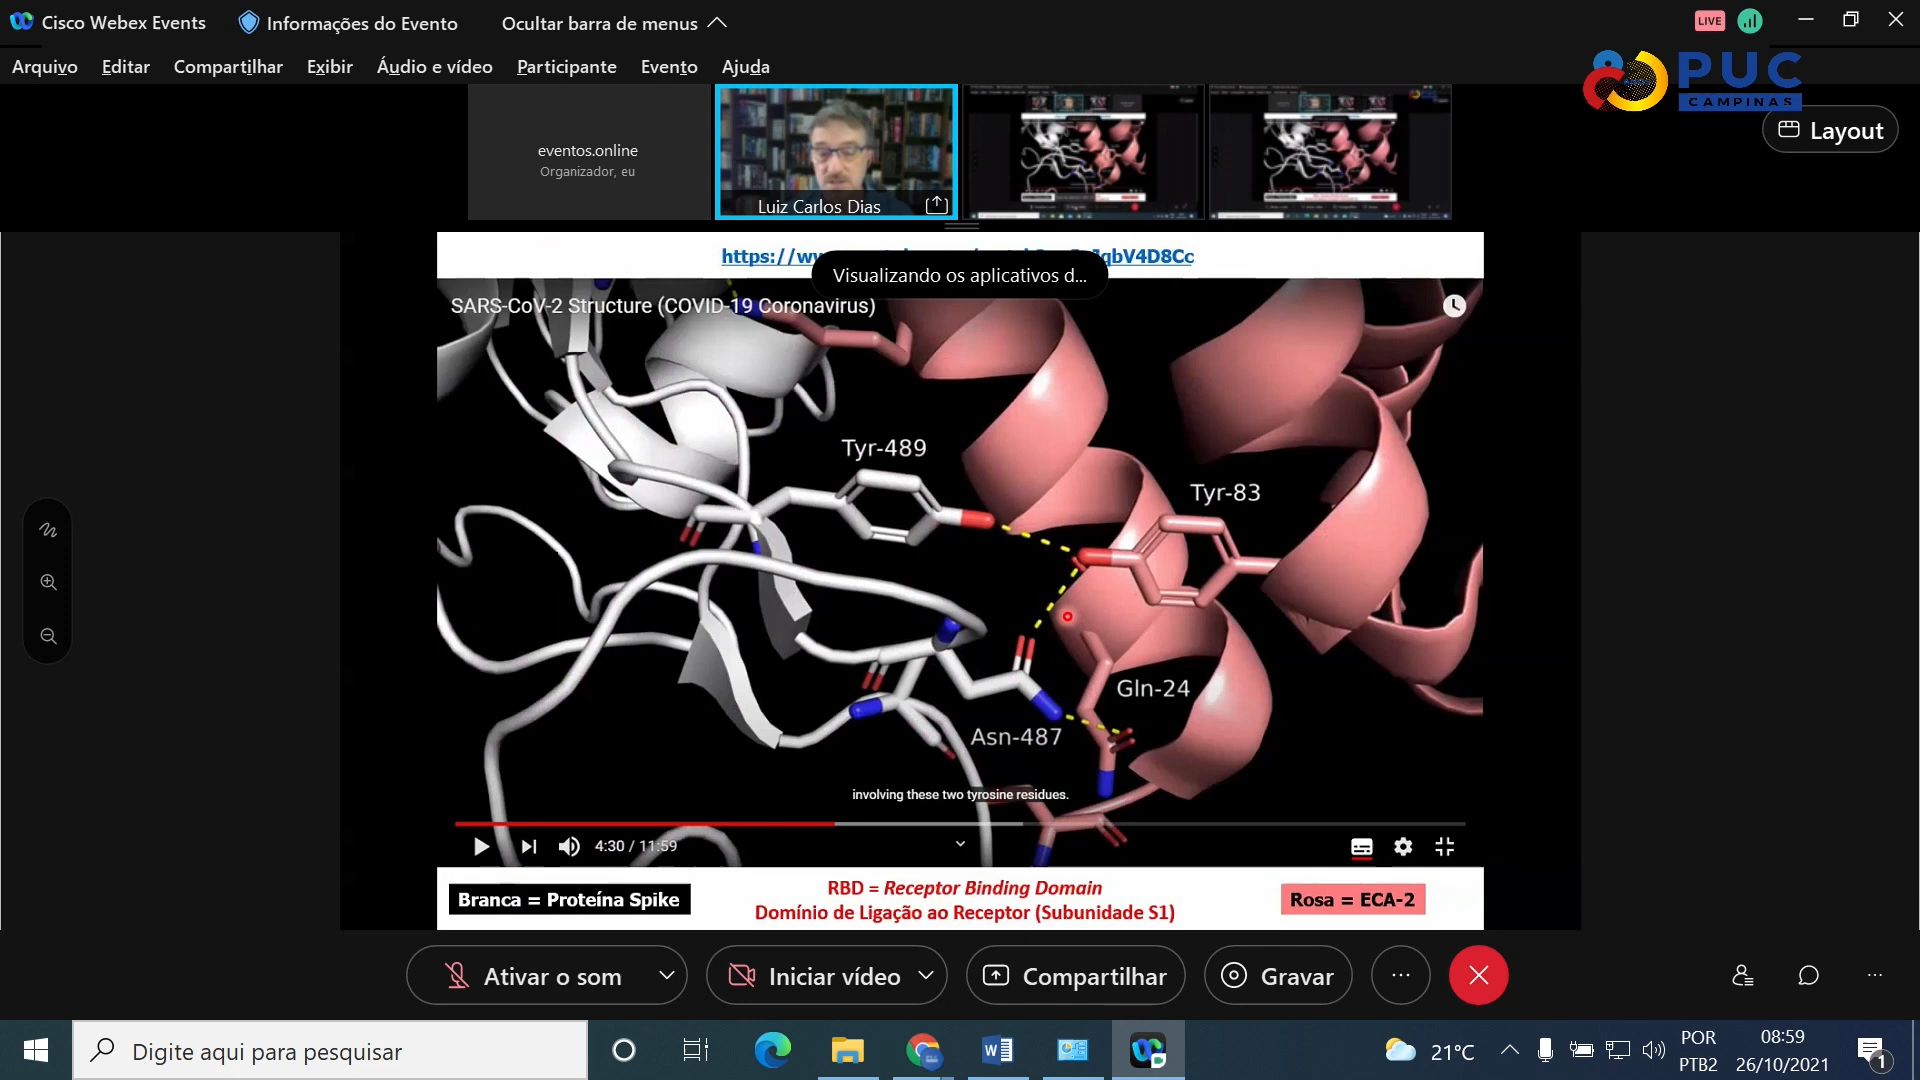 Cisco Webex Events
Informações do Evento
Ocultar barra de menus
LIVE
Arquivo Editar Compartilhar Exibir Áudio e vídeo Participante Evento Ajuda
PUC
CAMPINAS
Layout
eventos.online
Organizador, eu
Luiz Carlos Dias
Visualizando os aplicativos d...
SARS-CoV-2 Structure (COVID-19 Coronavirus)
Tyr-489
Tyr-83
Gln-24
Asn-487
involving these two tyrosine residues.
4:30 / 11:59
Branca = Proteína Spike
RBD = Receptor Binding Domain
Domínio de Ligação ao Receptor (Subunidade S1)
Rosa = ECA-2
Ativar o som
Iniciar vídeo
Compartilhar
Gravar
Digite aqui para pesquisar
21°C
POR
PTB2
08:59
26/10/2021
1